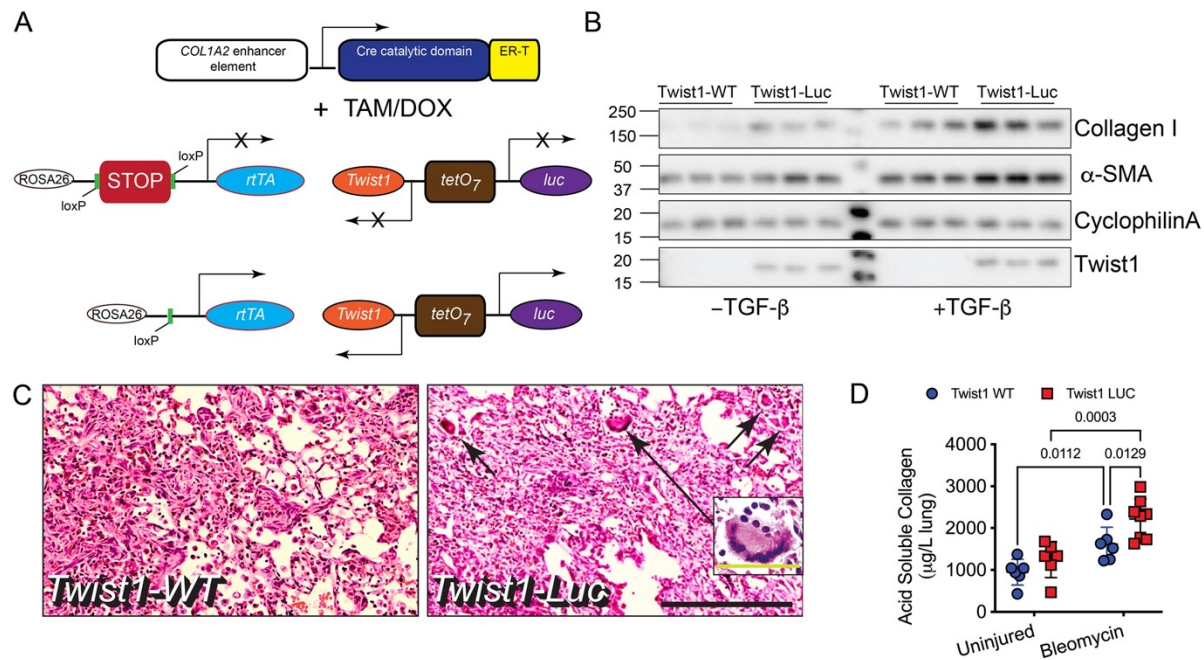 A
COL1A2 enhancer
element
Cre catalytic domain
ER-T
+ TAM/DOX
loxP
X
X
ROSA26
STOP
rtTA
Twist1
tetO7
luc
loxP
X
ROSA26
rtTA
Twist1
tetO7
luc
loxP
B
Twist1-WT Twist1-Luc Twist1-WT Twist1-Luc
250
150
Collagen I
50
37
α-SMA
20
15
CyclophilinA
20
15
Twist1
–TGF-β +TGF-β
C
Twist1-WT
Twist1-Luc
D
Twist1 WT Twist1 LUC
0.0003
0.0112 0.0129
4000
3000
2000
1000
0
Acid Soluble Collagen
(µg/L lung)
Uninjured
Bleomycin